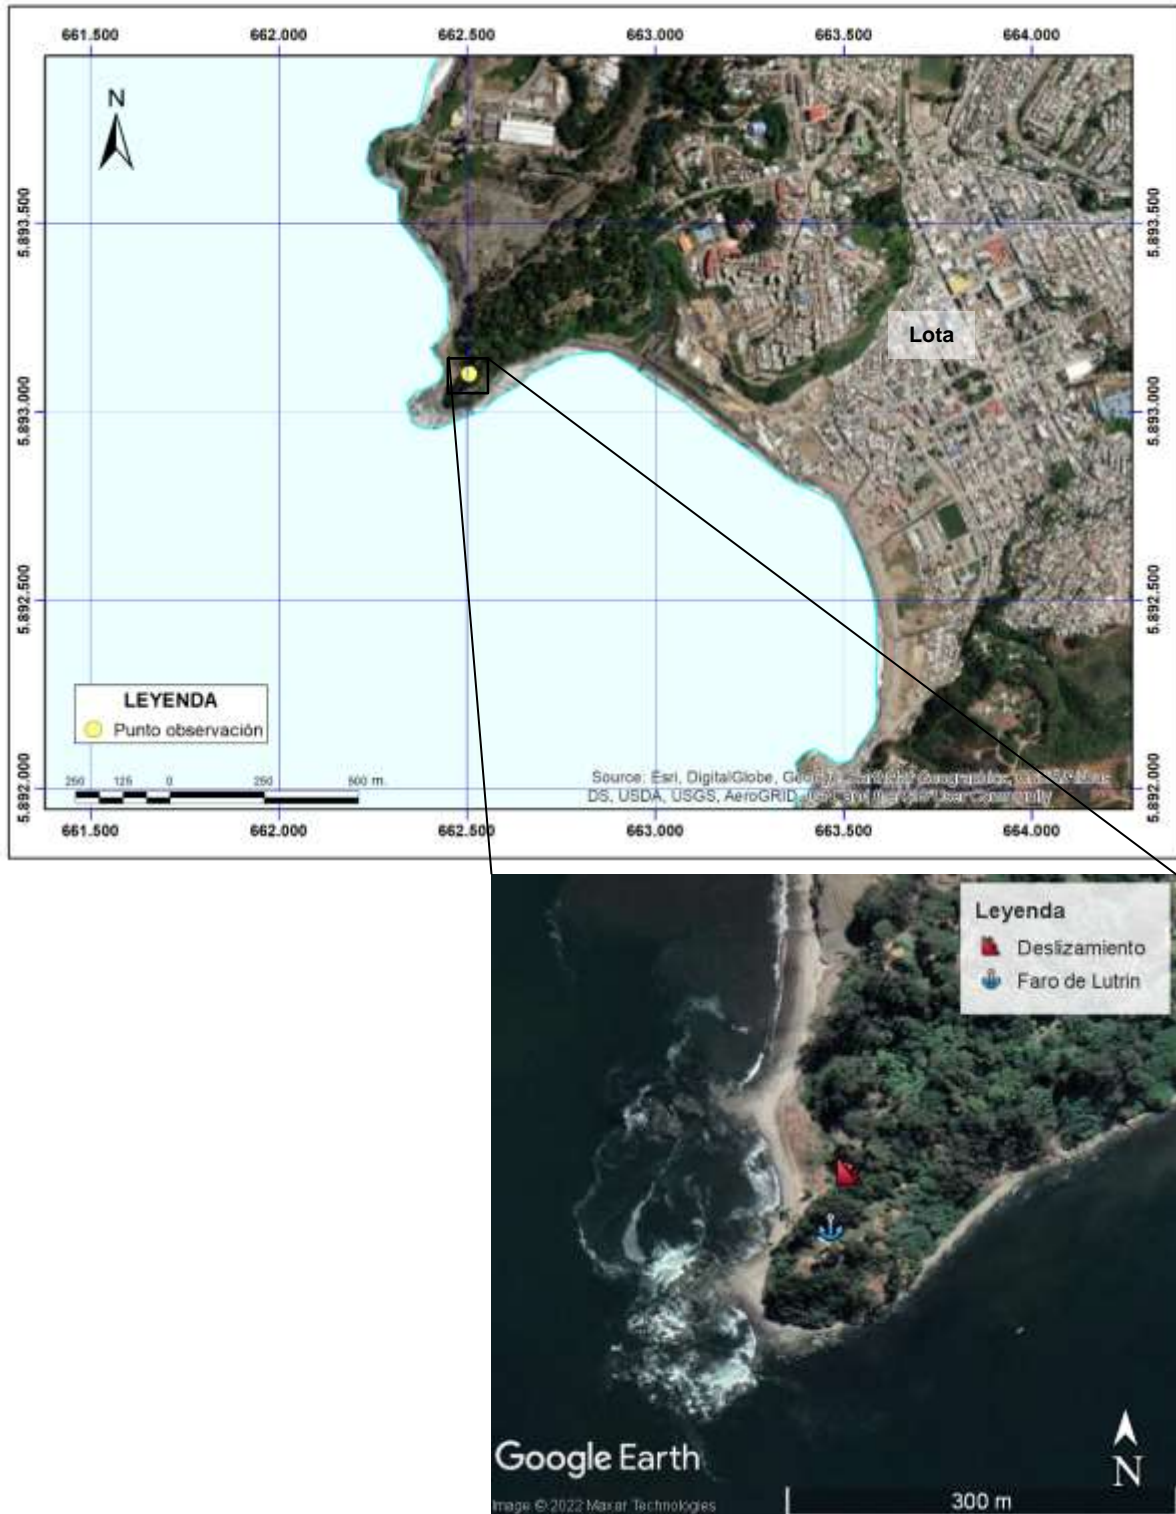 661.500 662.000 662.500 663.000 663.500 664.000
N
5.893.500 5.893.500
Lota
5.893.000 5.893.000
5.892.500 5.892.500
LEYENDA
Punto observación
250 125 0 250 500 m.
5.892.000 5.892.000
Source: Esri, DigitalGlobe,
DS, USDA, USGS, AeroGRID, User Community
661.500 662.000 662.500 663.000 663.500 664.000
Leyenda
Deslizamiento
Faro de Lutrin
Google Earth
N
Image © 2022 Maxar Technologies
300 m